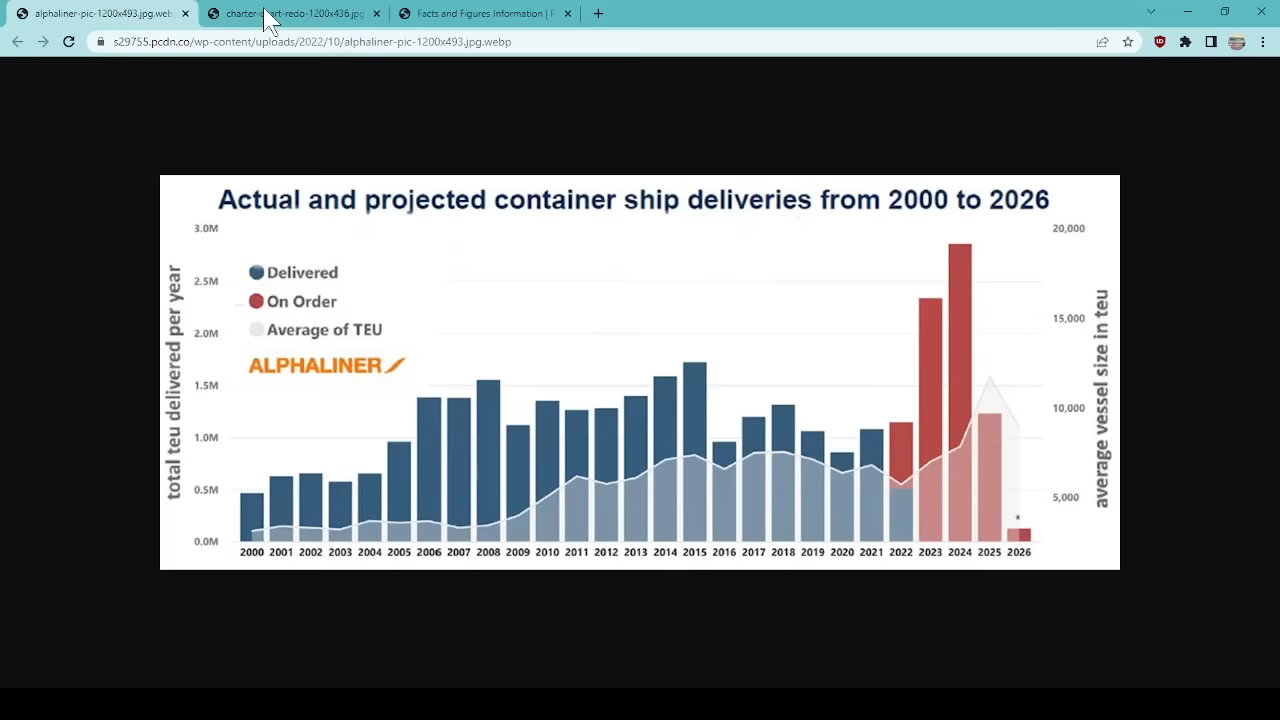 alphaliner-pic-1200x493.jpg.web
charter-chart-redo-1200x436.jpg
Facts and Figures Information | P
s29755.pcdn.co/wp-content/uploads/2022/10/alphaliner-pic-1200x493.jpg.webp
Actual and projected container ship deliveries from 2000 to 2026
total teu delivered per year
3.0M
2.5M
2.0M
1.5M
1.0M
0.5M
0.0M
Delivered
On Order
Average of TEU
ALPHALINER
20,000
15,000
10,000
5,000
average vessel size in teu
*
2000 2001 2002 2003 2004 2005 2006 2007 2008 2009 2010 2011 2012 2013 2014 2015 2016 2017 2018 2019 2020 2021 2022 2023 2024 2025 2026